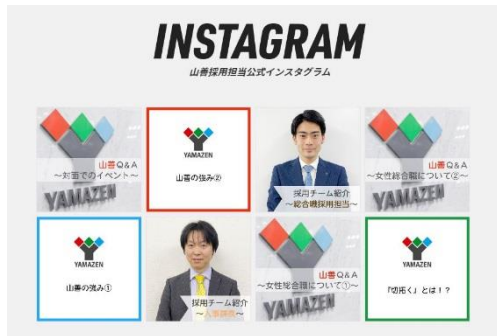 INSTAGRAM
山善採用担当公式インスタグラム
山善Q&A
～対面でのイベント～
YAMAZEN
YAMAZEN
山善の強み②
採用チーム紹介
～総合職採用担当～
山善Q&A
～女性総合職について②～
YAMAZEN
YAMAZEN
山善の強み①
採用チーム紹介
山善Q&A
～女性総合職について①～
YAMAZEN
YAMAZEN
「切拓く」とは！？